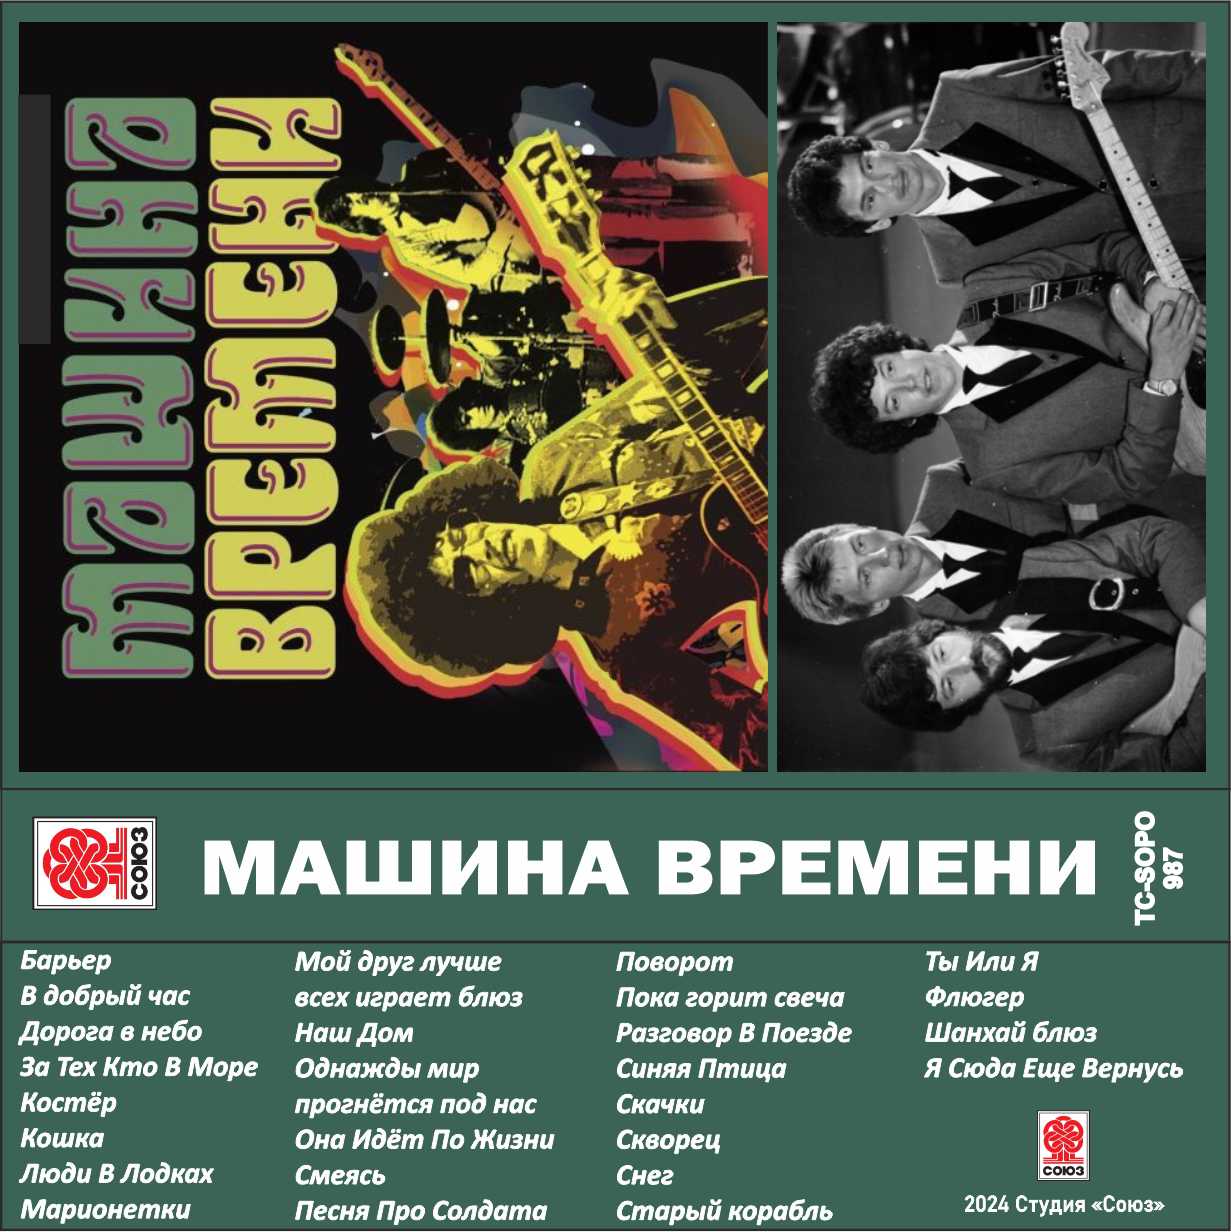 машина
времени
СОЮЗ
МАШИНА ВРЕМЕНИ
TC-SOPO
987
Барьер
В добрый час
Дорога в небо
За Тех Кто В Море
Костёр
Кошка
Люди В Лодках
Марионетки
Мой друг лучше
всех играет блюз
Наш Дом
Однажды мир
прогнётся под нас
Она Идёт По Жизни
Смеясь
Песня Про Солдата
Поворот
Пока горит свеча
Разговор В Поезде
Синяя Птица
Скачки
Скворец
Снег
Старый корабль
Ты Или Я
Флюгер
Шанхай блюз
Я Сюда Еще Вернусь
СОЮЗ
2024 Студия «Союз»